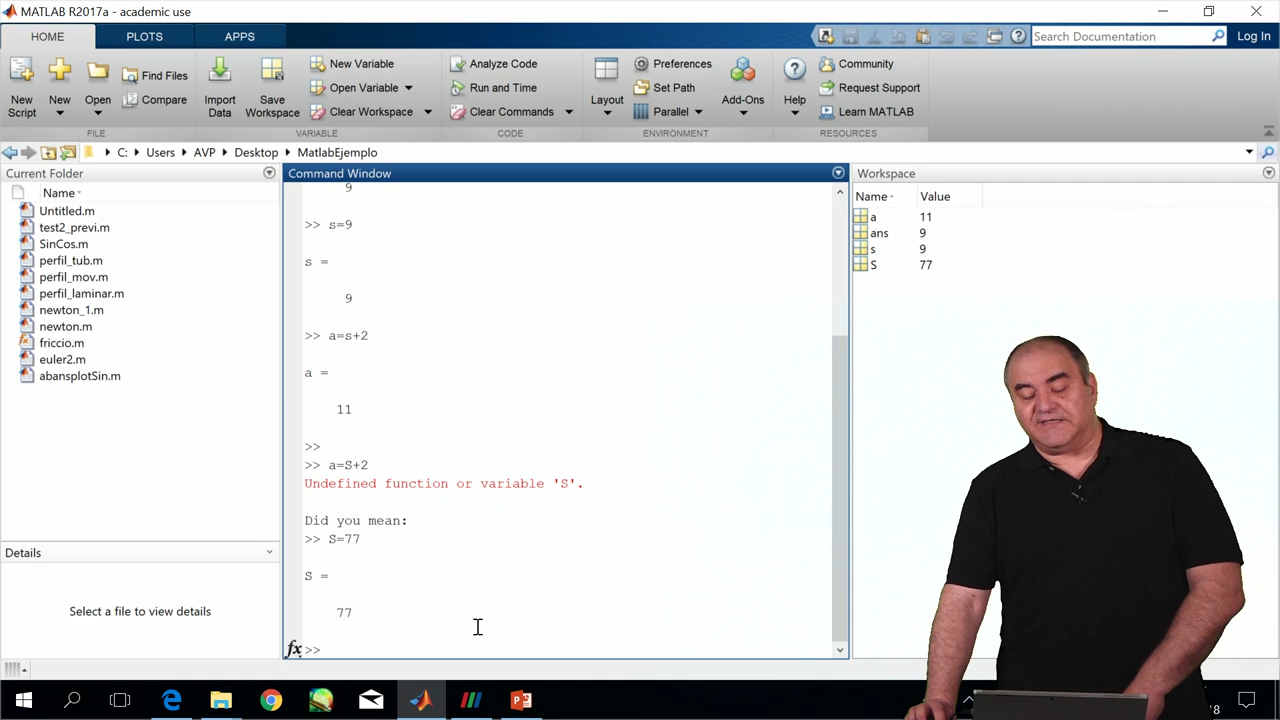 MATLAB R2017a - academic use
HOME PLOTS APPS
Search Documentation
Log In
New Script
New
Open
Find Files
Compare
Import Data
Save Workspace
New Variable
Open Variable
Clear Workspace
Analyze Code
Run and Time
Clear Commands
Layout
Preferences
Set Path
Parallel
Add-Ons
Help
Community
Request Support
Learn MATLAB
FILE VARIABLE CODE ENVIRONMENT RESOURCES
C: Users AVP Desktop MatlabEjemplo
Current Folder
Name
Untitled.m
test2_previ.m
SinCos.m
perfil_tub.m
perfil_mov.m
perfil_laminar.m
newton_1.m
newton.m
friccio.m
euler2.m
abansplotSin.m
Details
Select a file to view details
Command Window
9
>> s=9
s =
9
>> a=s+2
a =
11
>>
>> a=S+2
Undefined function or variable 'S'.
Did you mean:
>> S=77
S =
77
fx >>
Workspace
Name Value
a 11
ans 9
s 9
S 77